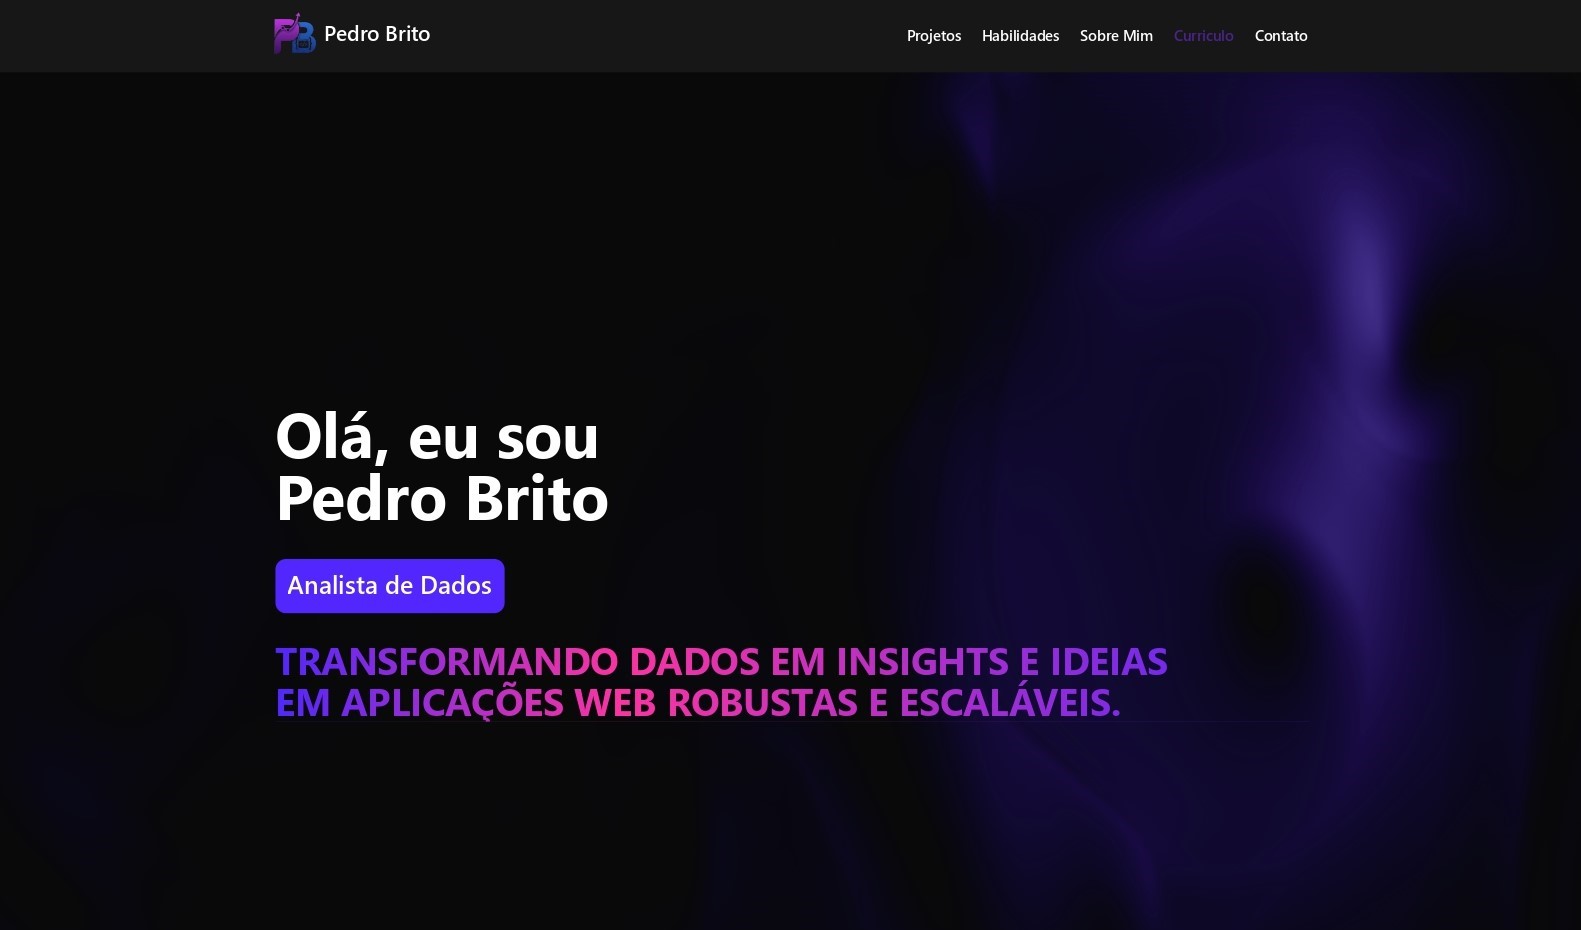 PB Pedro Brito
Projetos Habilidades Sobre Mim Curriculo Contato
Olá, eu sou
Pedro Brito
Analista de Dados
TRANSFORMANDO DADOS EM INSIGHTS E IDEIAS
EM APLICAÇÕES WEB ROBUSTAS E ESCALÁVEIS.